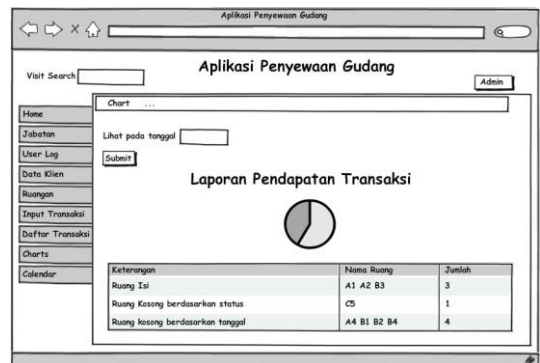 Aplikasi Penyewaan Gudang
Aplikasi Penyewaan Gudang
Visit Search
Admin
Chart ...
Home
Jabatan
User Log
Data Klien
Ruangan
Input Transaksi
Daftar Transaksi
Charts
Calendar
Lihat pada tanggal
Submit
Laporan Pendapatan Transaksi
Keterangan Nama Ruang Jumlah
Ruang Isi A1 A2 B3 3
Ruang Kosong berdasarkan status C5 1
Ruang kosong berdasarkan tanggal A4 B1 B2 B4 4